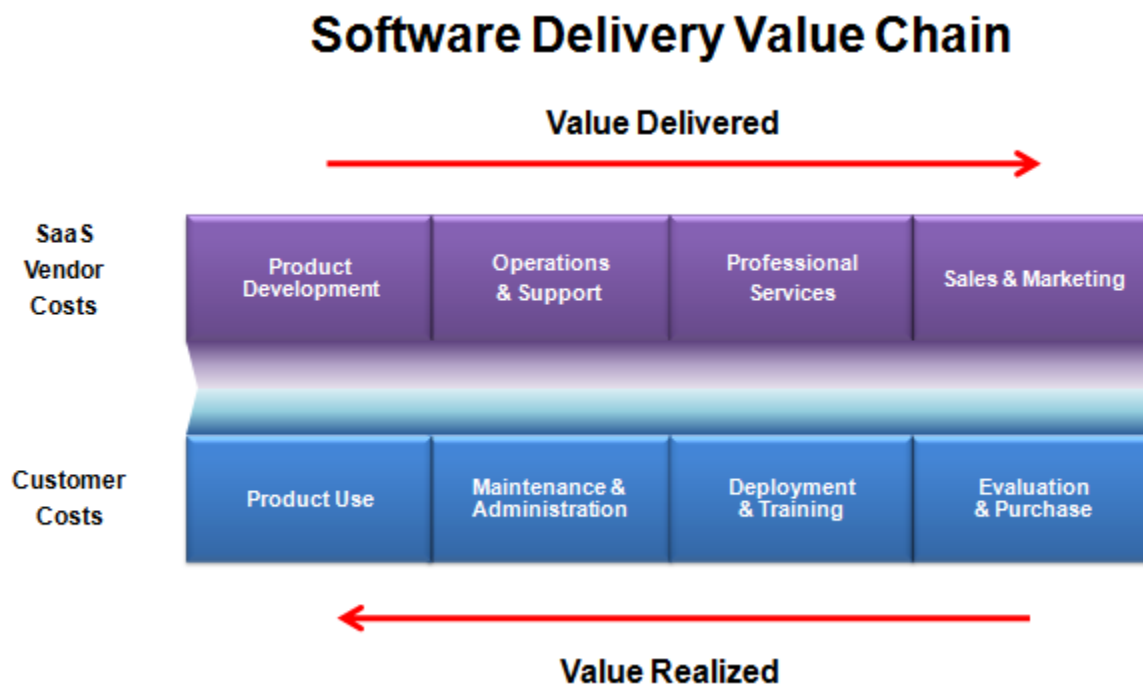 Software Delivery Value Chain
Value Delivered
SaaS
Vendor
Costs
Product
Development
Operations
& Support
Professional
Services
Sales & Marketing
Customer
Costs
Product Use
Maintenance &
Administration
Deployment
& Training
Evaluation
& Purchase
Value Realized